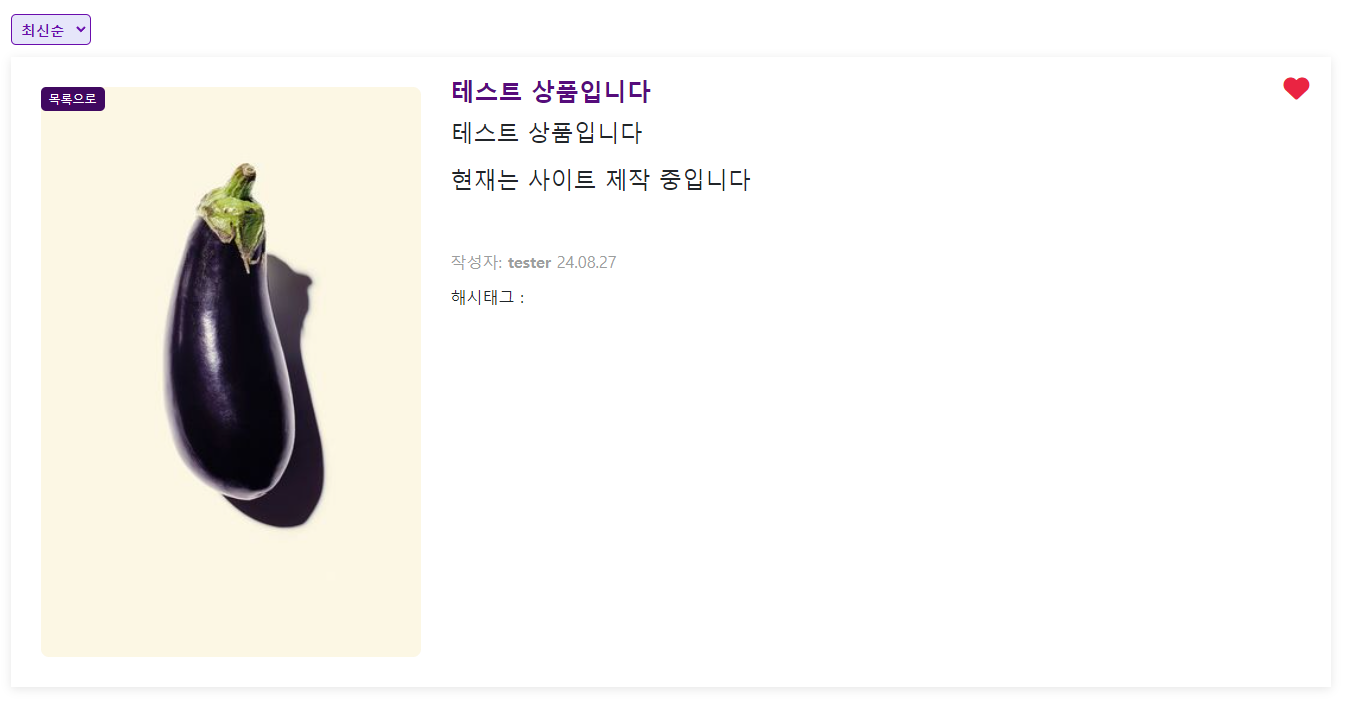 최신순
목록으로
테스트 상품입니다
테스트 상품입니다
현재는 사이트 제작 중입니다
작성자: tester 24.08.27
해시태그 :